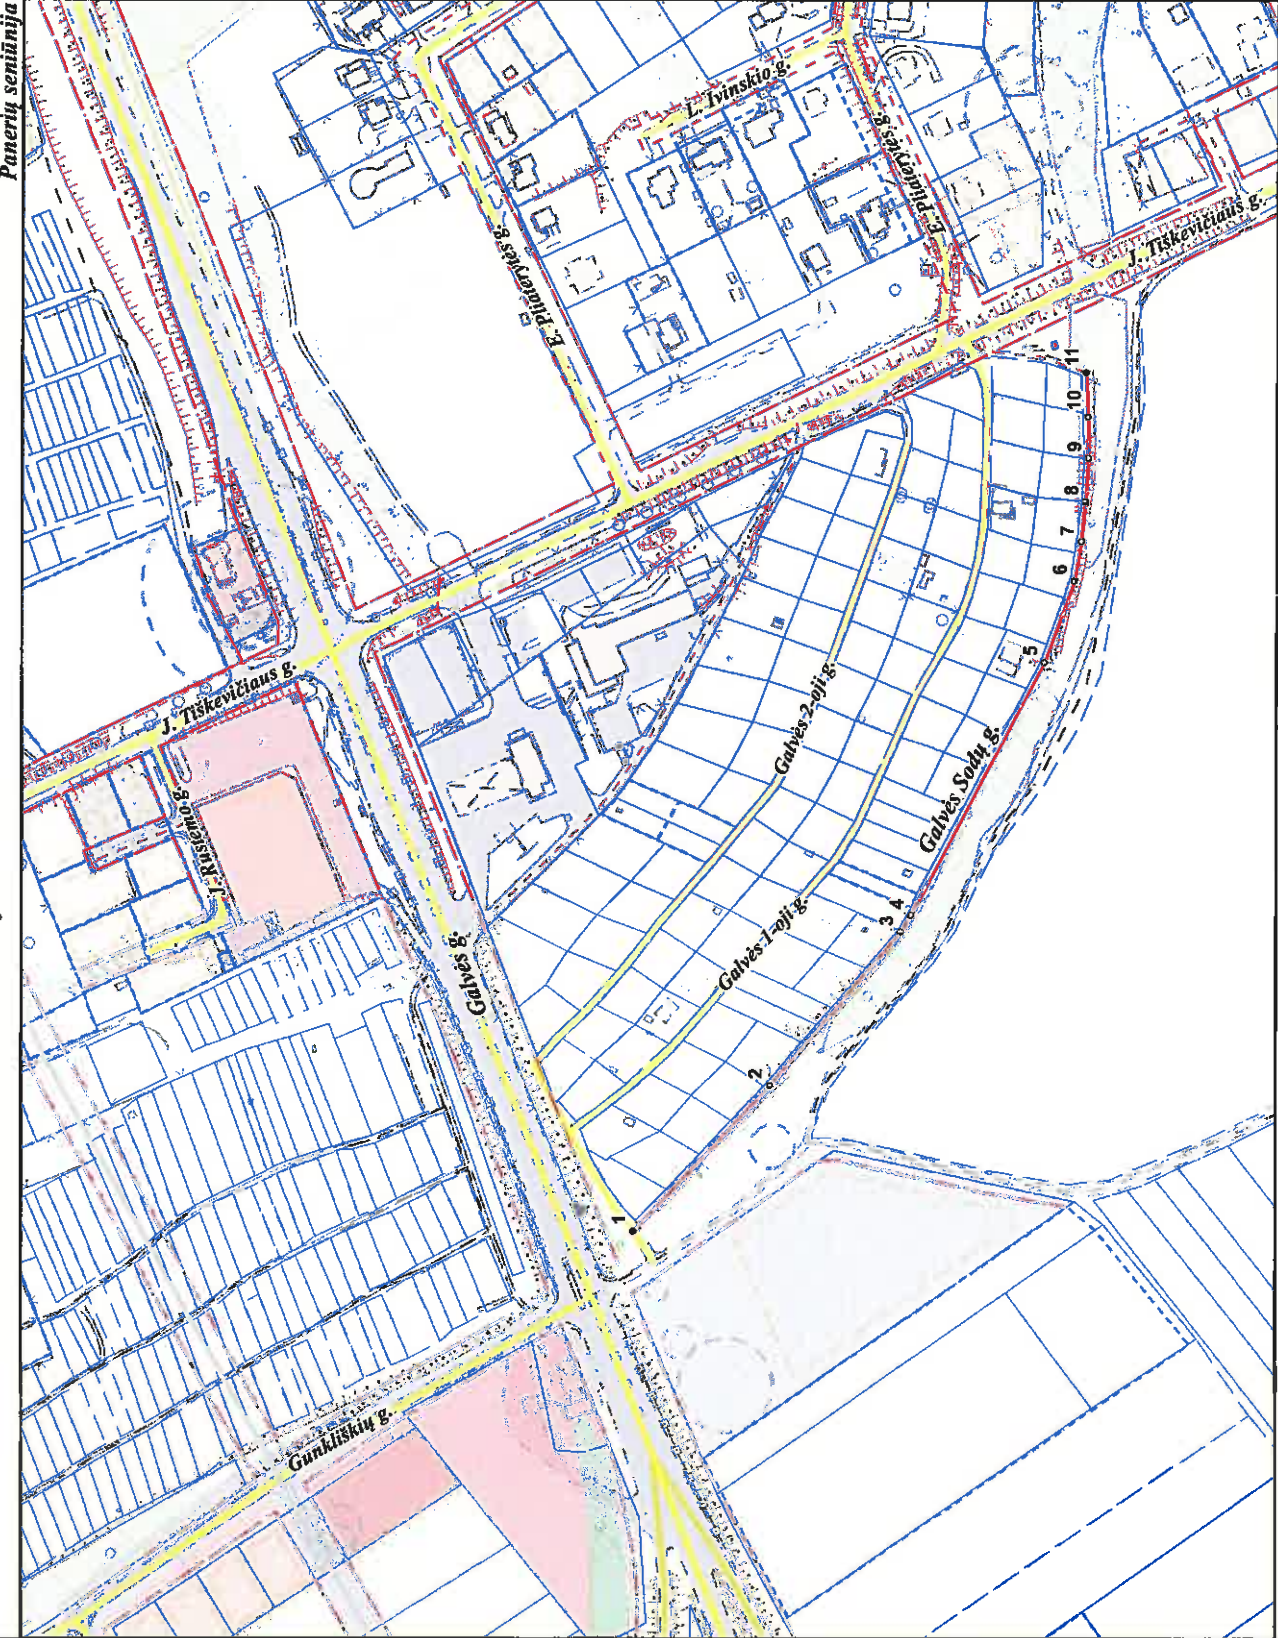 Panerių seniūnija
L. Ivinskio g.
E. Pliaterytės g.
E. Pliaterytės g.
J. Tiškevičiaus g.
J. Tiškevičiaus g.
J. Rusiemo g.
Galvės g.
Galvės 2-oji g.
Galvės 1-oji g.
Galvės Sodų g.
Gunkliškių g.
1
2
3
4
5
6
7
8
9
10
11